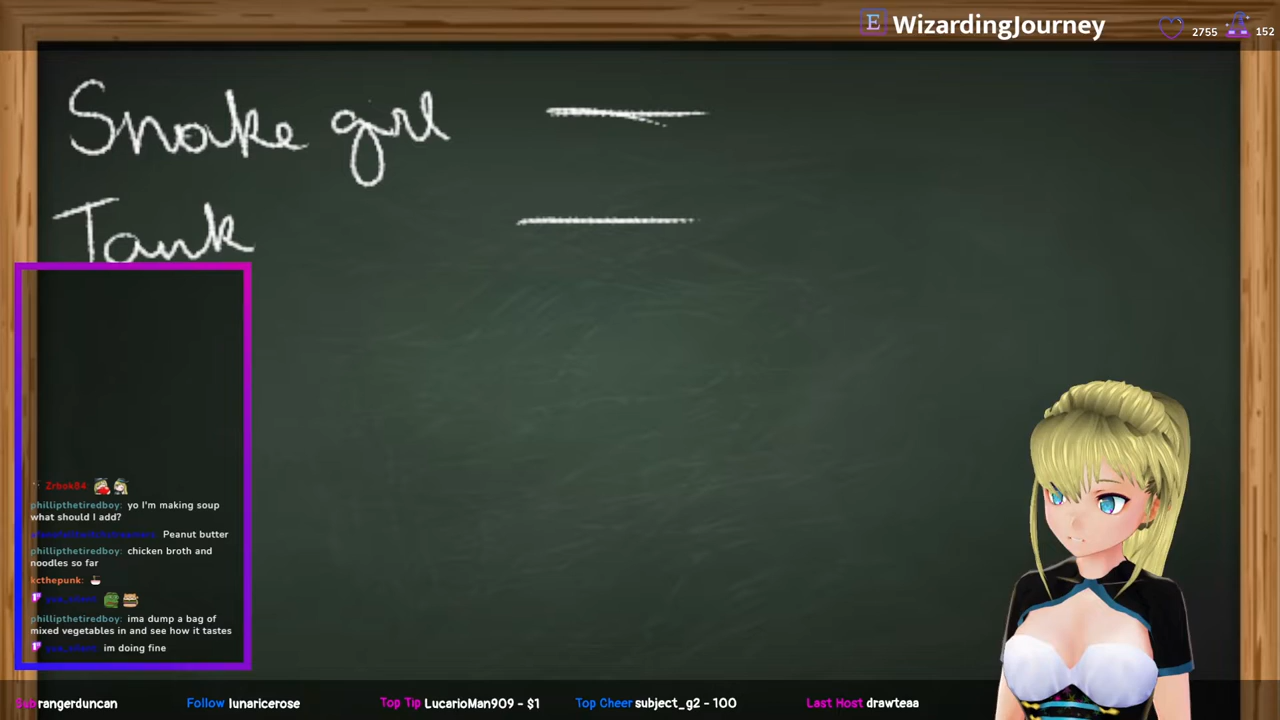 E WizardingJourney
2755
152
Snake girl
Tank
Zrbok84
phillipthetiredboy: yo I'm making soup
what should I add?
Peanut butter
phillipthetiredboy: chicken broth and
noodles so far
kcthepunk:
phillipthetiredboy: ima dump a bag of
mixed vegetables in and see how it tastes
im doing fine
Sub rangerduncan
Follow lunaricerose
Top Tip LucarioMan909 - $1
Top Cheer subject_g2 - 100
Last Host drawteaa